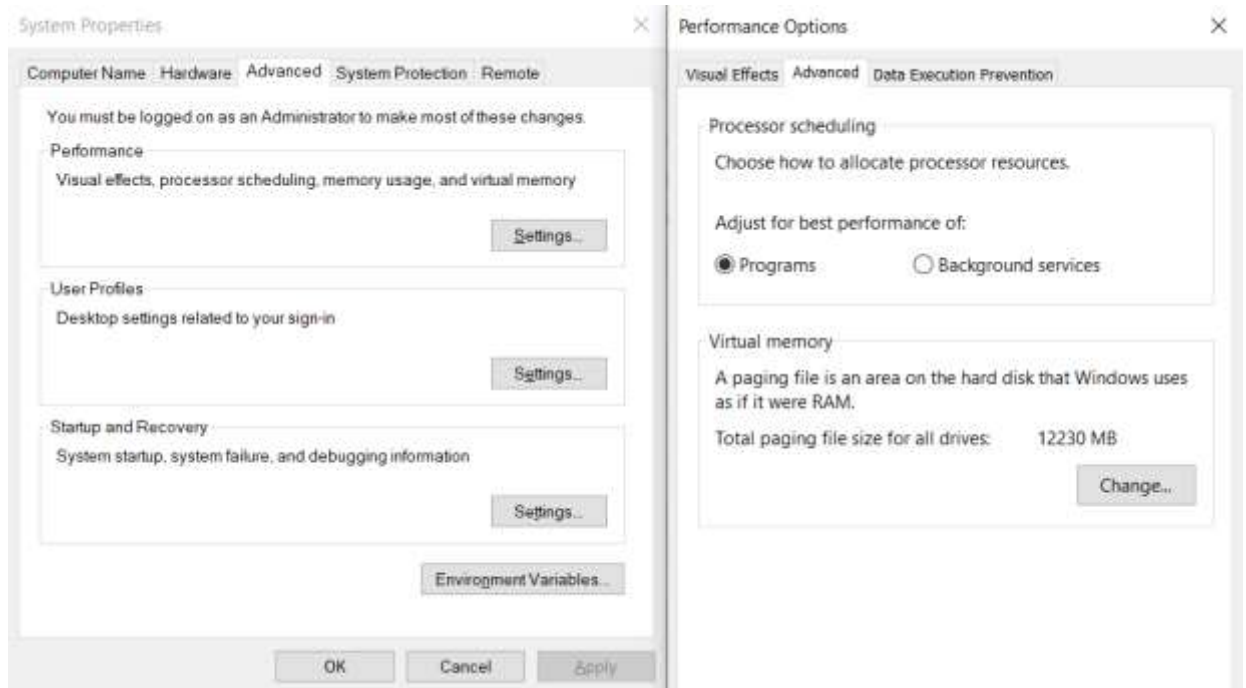 System Properties
Computer Name Hardware Advanced System Protection Remote
You must be logged on as an Administrator to make most of these changes.
Performance
Visual effects, processor scheduling, memory usage, and virtual memory
Settings...
User Profiles
Desktop settings related to your sign-in
Settings...
Startup and Recovery
System startup, system failure, and debugging information
Settings...
Environment Variables...
OK Cancel Apply
Performance Options
Visual Effects Advanced Data Execution Prevention
Processor scheduling
Choose how to allocate processor resources.
Adjust for best performance of:
Programs Background services
Virtual memory
A paging file is an area on the hard disk that Windows uses
as if it were RAM.
Total paging file size for all drives: 12230 MB
Change...